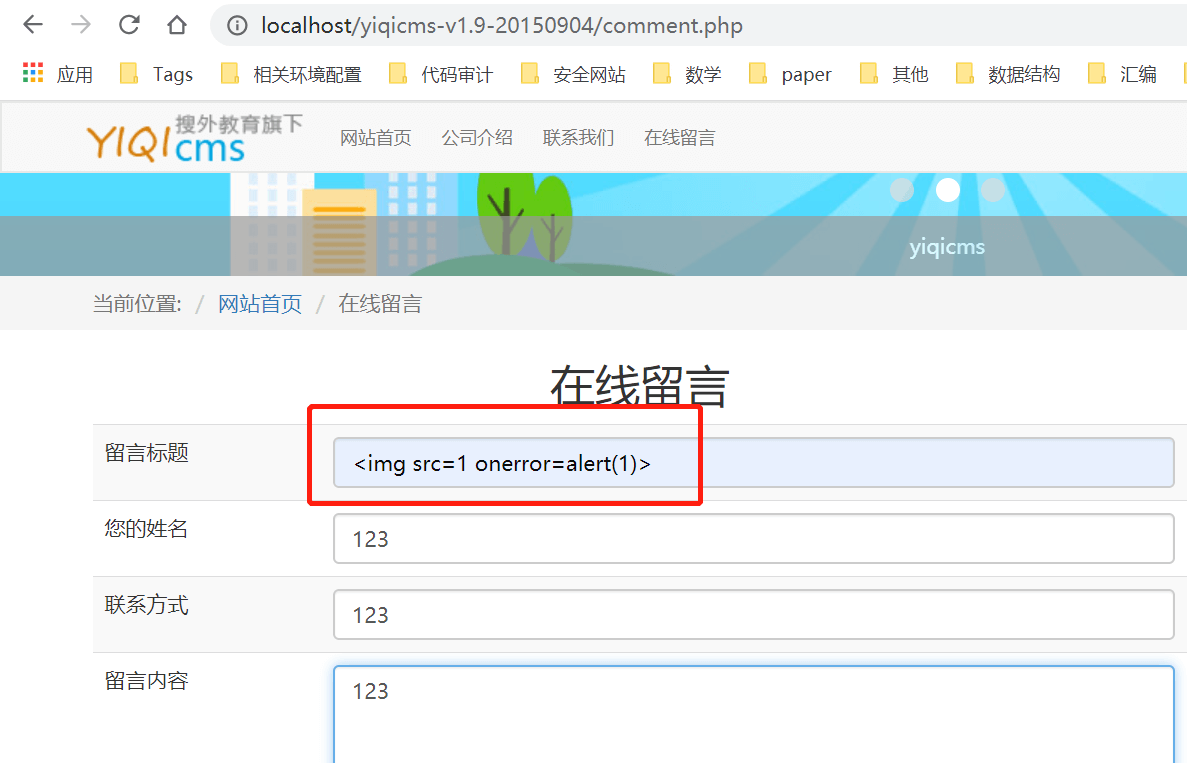 localhost/yiqicms-v1.9-20150904/comment.php
应用 Tags 相关环境配置 代码审计 安全网站 数学 paper 其他 数据结构 汇编
YIQI cms 搜外教育旗下 网站首页 公司介绍 联系我们 在线留言
yiqicms
当前位置: / 网站首页 / 在线留言
在线留言
留言标题 <img src=1 onerror=alert(1)>
您的姓名 123
联系方式 123
留言内容 123